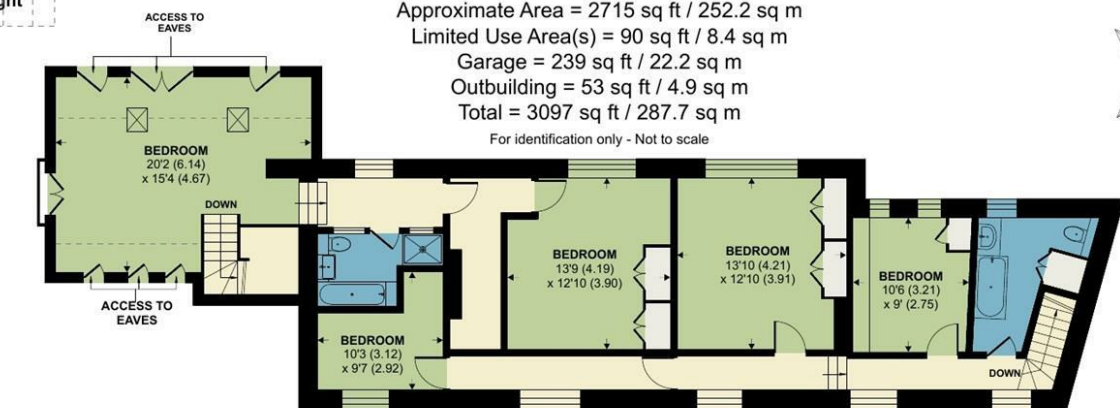 ght
Approximate Area = 2715 sq ft / 252.2 sq m
Limited Use Area(s) = 90 sq ft / 8.4 sq m
Garage = 239 sq ft / 22.2 sq m
Outbuilding = 53 sq ft / 4.9 sq m
Total = 3097 sq ft / 287.7 sq m
For identification only - Not to scale
ACCESS TO
EAVES
BEDROOM
20'2 (6.14)
x 15'4 (4.67)
DOWN
ACCESS TO
EAVES
BEDROOM
10'3 (3.12)
x 9'7 (2.92)
BEDROOM
13'9 (4.19)
x 12'10 (3.90)
BEDROOM
13'10 (4.21)
x 12'10 (3.91)
BEDROOM
10'6 (3.21)
x 9' (2.75)
DOWN